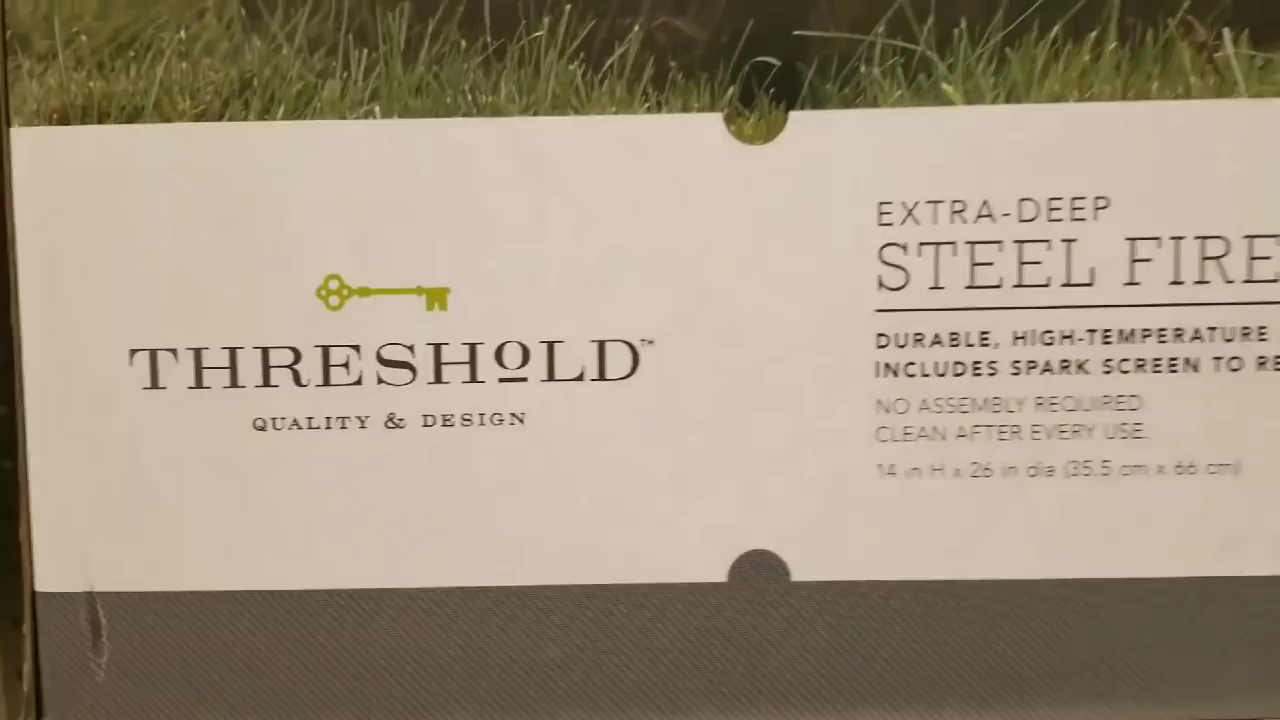 THRESHOLD™
QUALITY & DESIGN
EXTRA-DEEP
STEEL FIRE
DURABLE, HIGH-TEMPERATURE
INCLUDES SPARK SCREEN TO RE
NO ASSEMBLY REQUIRED
CLEAN AFTER EVERY USE.
14 in H x 26 in dia (35.5 cm x 66 cm)